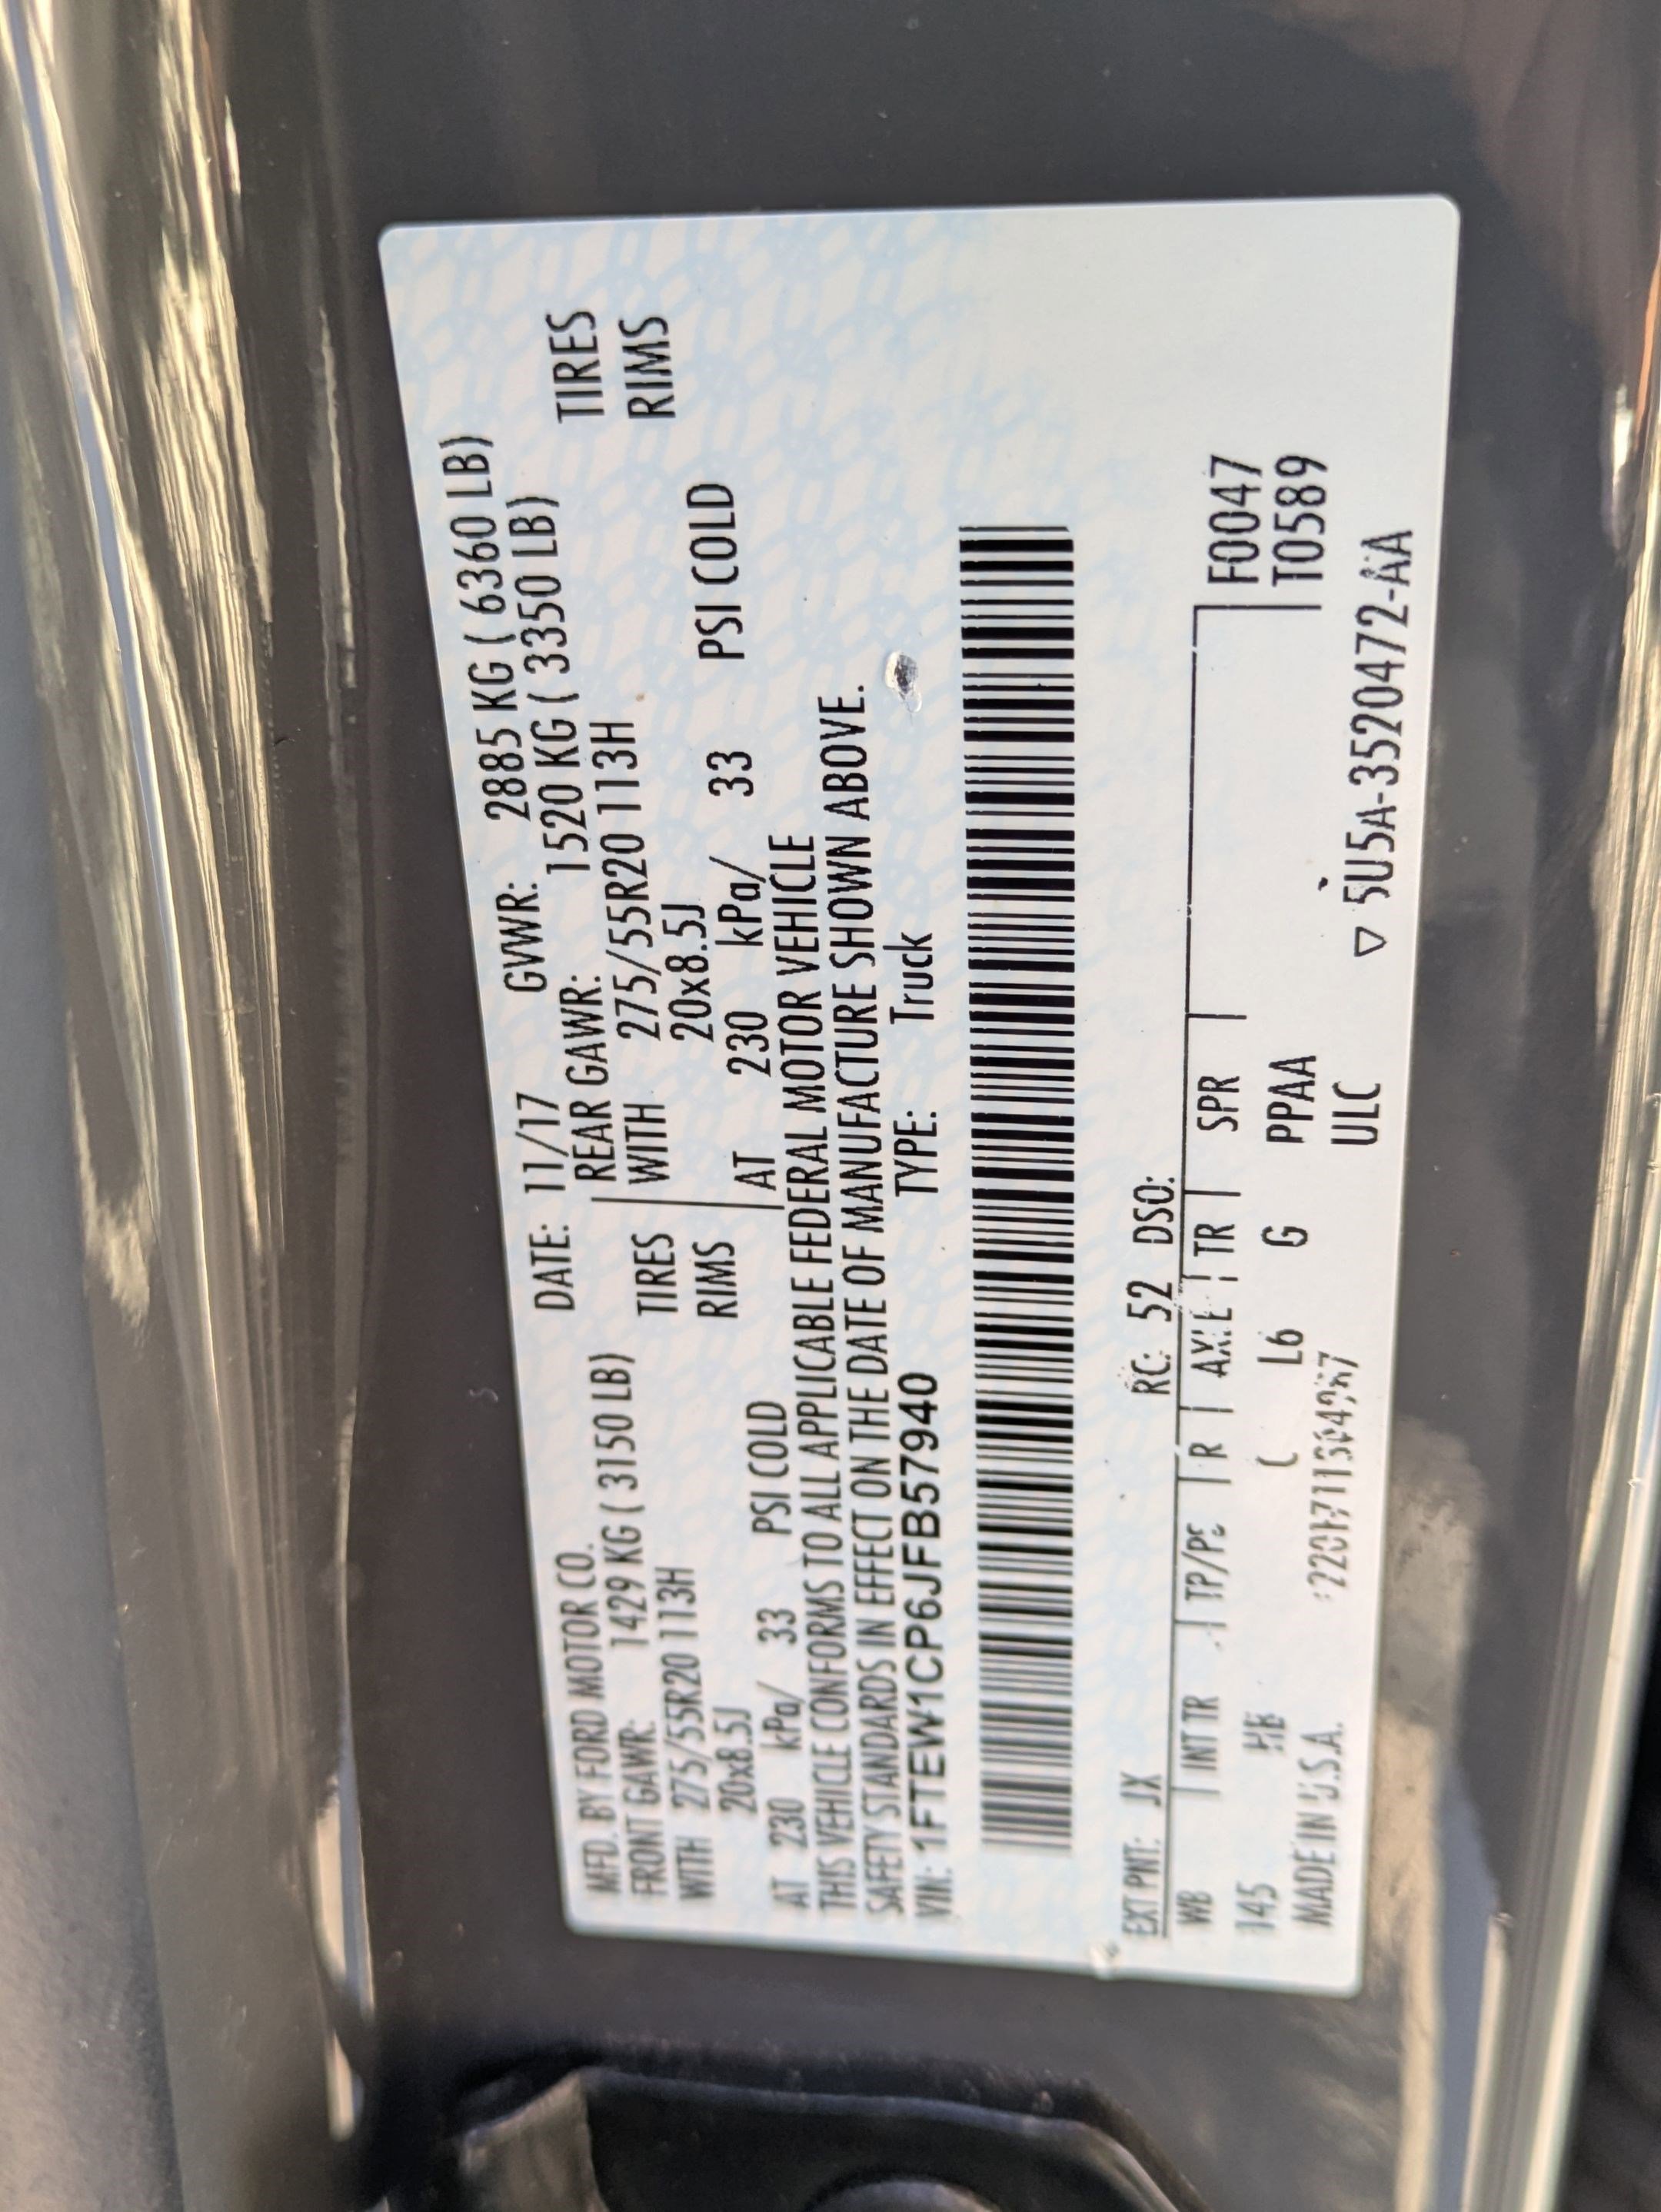 MFD. BY FORD MOTOR CO. DATE: 11/17 GVWR: 2885 KG ( 6360 LB)
FRONT GAWR: 1429 KG ( 3150 LB) REAR GAWR: 1520 KG ( 3350 LB)
WITH 275/55R20 113H TIRES WITH 275/55R20 113H TIRES
20x8.5J RIMS 20x8.5J RIMS
AT 230 kPa/ 33 PSI COLD AT 230 kPa/ 33 PSI COLD
THIS VEHICLE CONFORMS TO ALL APPLICABLE FEDERAL MOTOR VEHICLE
SAFETY STANDARDS IN EFFECT ON THE DATE OF MANUFACTURE SHOWN ABOVE.
VIN: 1FTEW1CP6JFB57940 TYPE: Truck
EXT PNT: JX RC: 52 DSO:
WB INT TR TP/PS R AXLE TR SPR F0047
145 HB C L6 G PPAA T0589
MADE IN U.S.A. ULC
▽ 5U5A-3520472-AA